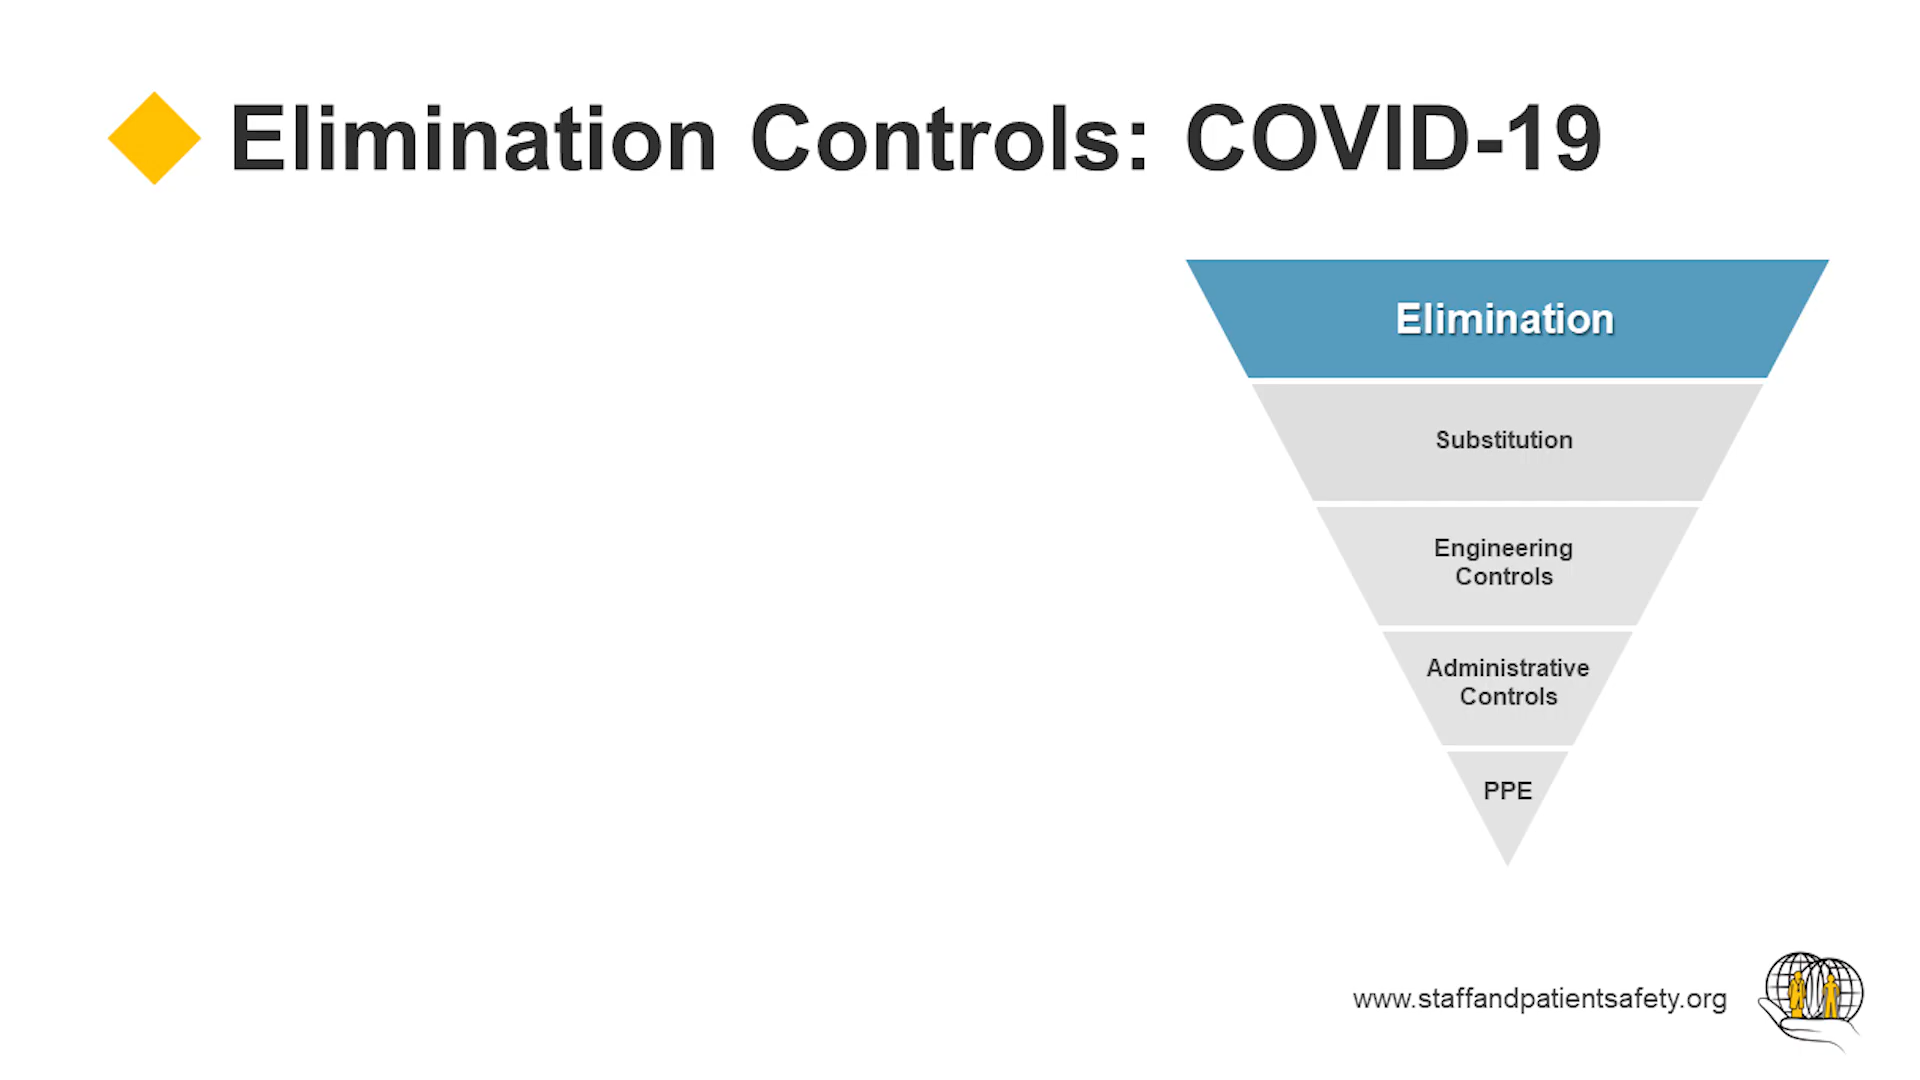 Elimination Controls: COVID-19
Elimination
Substitution
Engineering
Controls
Administrative
Controls
PPE
www.staffandpatientsafety.org